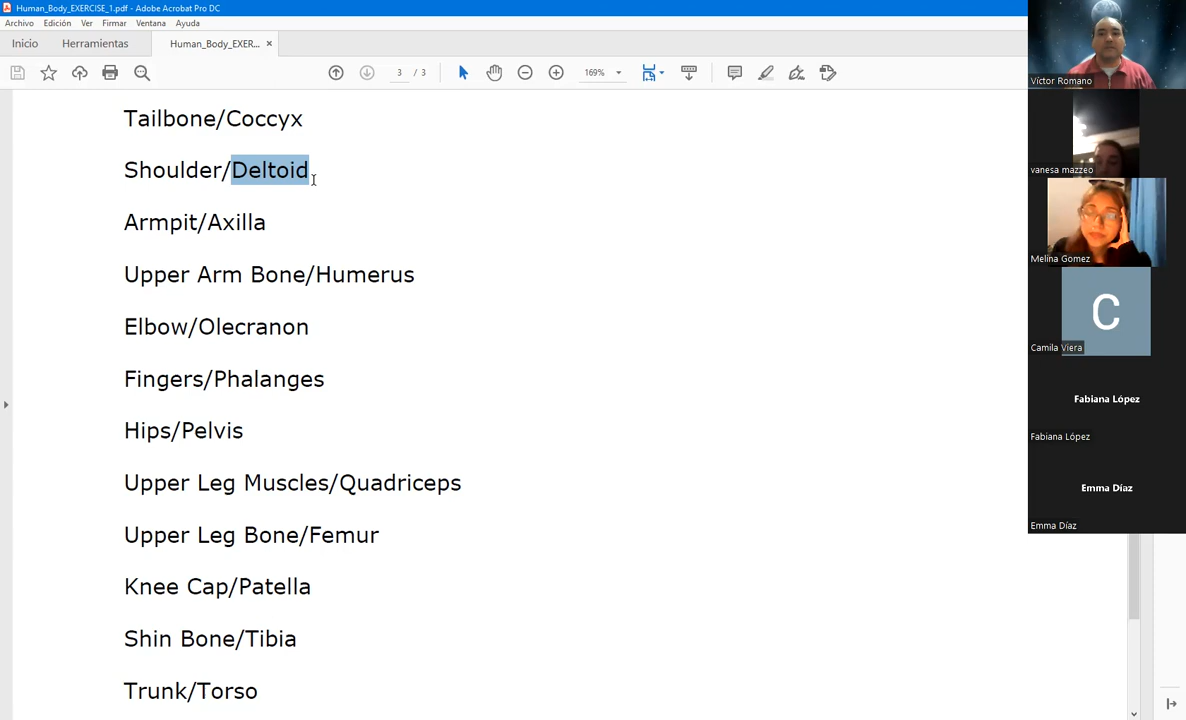 Human_Body_EXERCISE_1.pdf - Adobe Acrobat Pro DC
Archivo Edición Ver Firmar Ventana Ayuda
Inicio Herramientas Human_Body_EXER... ×
3 / 3 169%
Tailbone/Coccyx
Shoulder/Deltoid
Armpit/Axilla
Upper Arm Bone/Humerus
Elbow/Olecranon
Fingers/Phalanges
Hips/Pelvis
Upper Leg Muscles/Quadriceps
Upper Leg Bone/Femur
Knee Cap/Patella
Shin Bone/Tibia
Trunk/Torso
Víctor Romano
vanesa mazzeo
Melina Gomez
C
Camila Viera
Fabiana López
Fabiana López
Emma Díaz
Emma Díaz